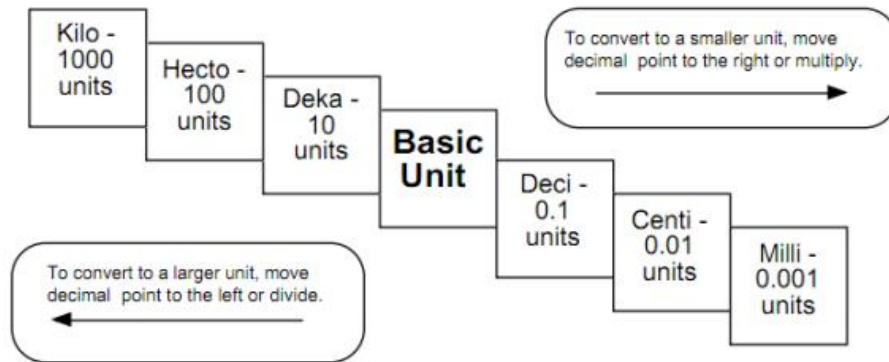 Kilo -
1000
units
Hecto -
100
units
Deka -
10
units
Basic
Unit
Deci -
0.1
units
Centi -
0.01
units
Milli -
0.001
units
To convert to a smaller unit, move
decimal point to the right or multiply.
To convert to a larger unit, move
decimal point to the left or divide.